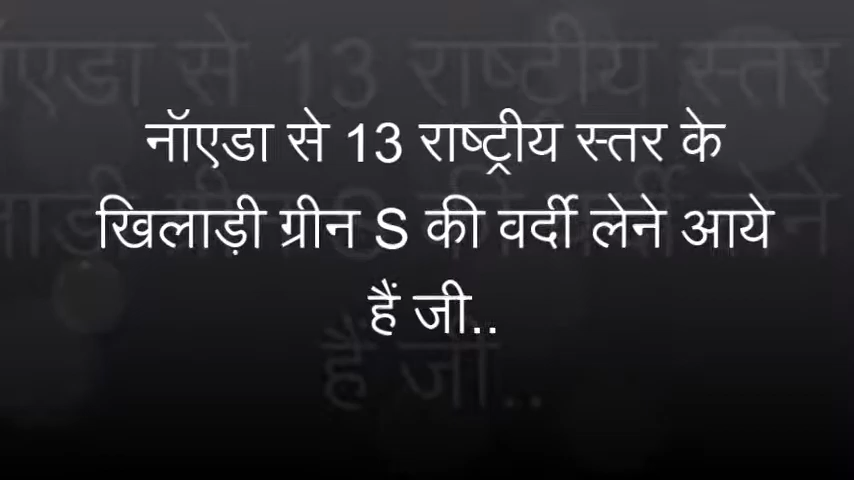 नॉएडा से 13 राष्ट्रीय स्तर के
खिलाड़ी ग्रीन S की वर्दी लेने आये
हैं जी..